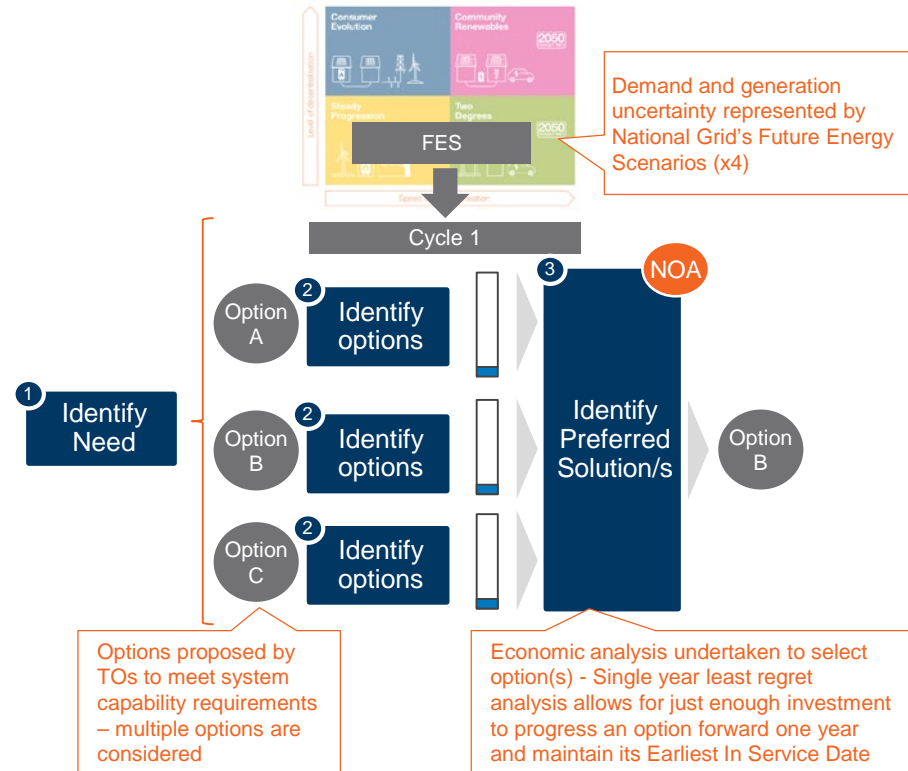 Consumer
Evolution
Community
Renewables
2050
Level of decentralisation
Steady
Progression
Two
Degrees
2050
FES
Demand and generation
uncertainty represented by
National Grid's Future Energy
Scenarios (x4)
Cycle 1
1
Identify
Need
Option
A
2
Identify
options
Option
B
2
Identify
options
Option
C
2
Identify
options
3
NOA
Identify
Preferred
Solution/s
Option
B
Options proposed by
TOs to meet system
capability requirements
– multiple options are
considered
Economic analysis undertaken to select
option(s) - Single year least regret
analysis allows for just enough investment
to progress an option forward one year
and maintain its Earliest In Service Date